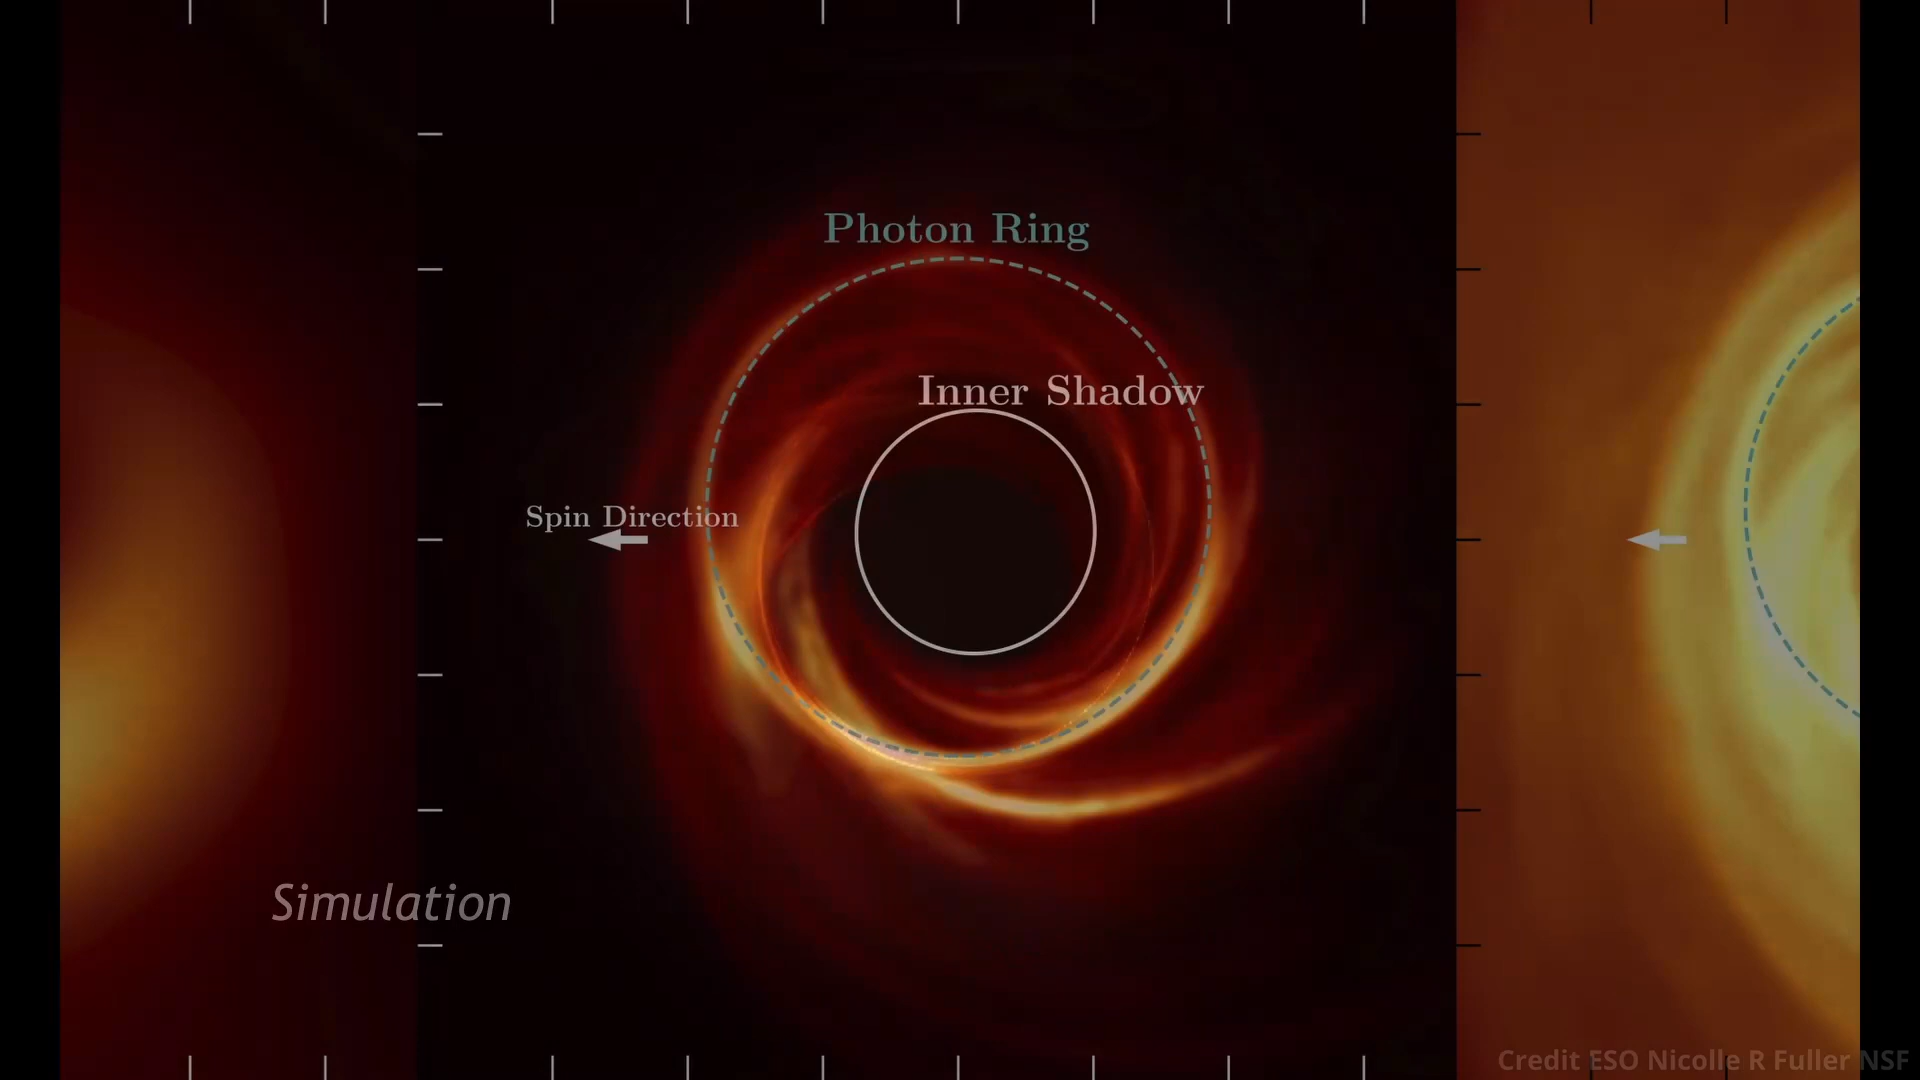 Photon Ring
Inner Shadow
Spin Direction
Simulation
Credit ESO Nicolle R Fuller NSF